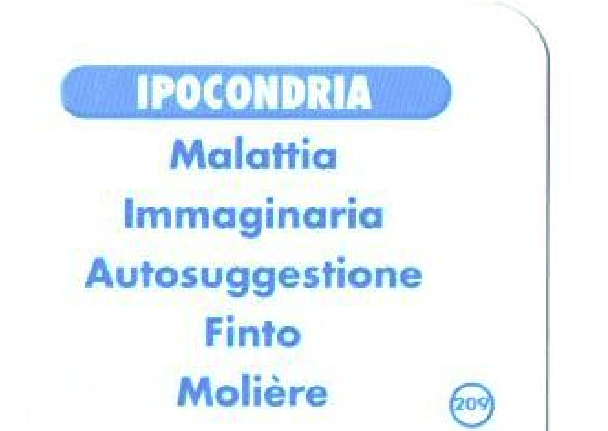 IPOCONDRIA
Malattia
Immaginaria
Autosuggestione
Finto
Molière
209